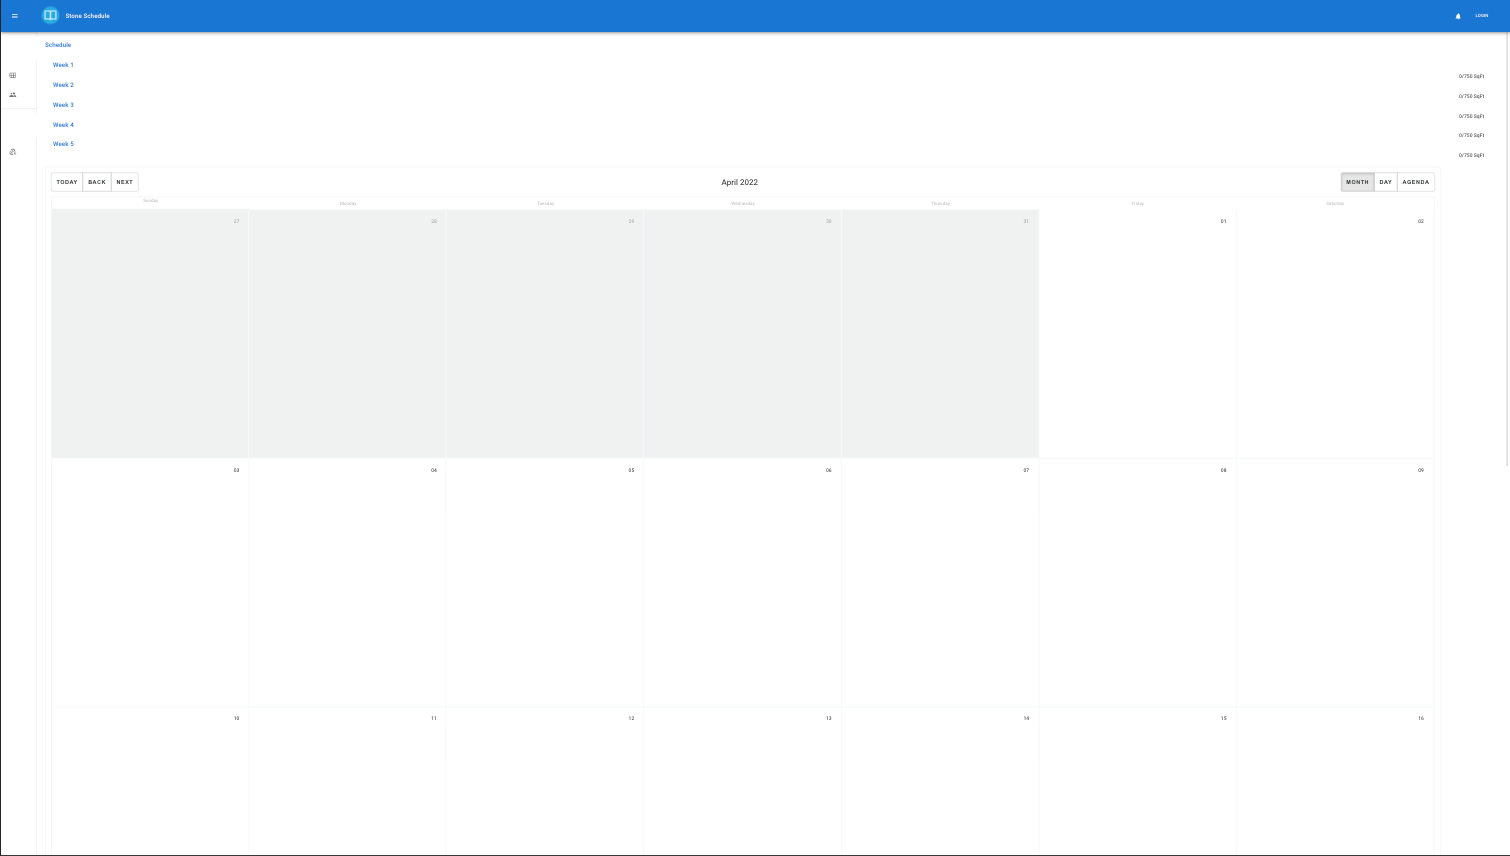 Stone Schedule
LOGIN
Schedule
Week 1
0/750 SqFt
Week 2
0/750 SqFt
Week 3
0/750 SqFt
Week 4
0/750 SqFt
Week 5
0/750 SqFt
TODAY BACK NEXT
April 2022
MONTH DAY AGENDA
Sunday Monday Tuesday Wednesday Thursday Friday Saturday
27 28 29 30 31 01 02
03 04 05 06 07 08 09
10 11 12 13 14 15 16